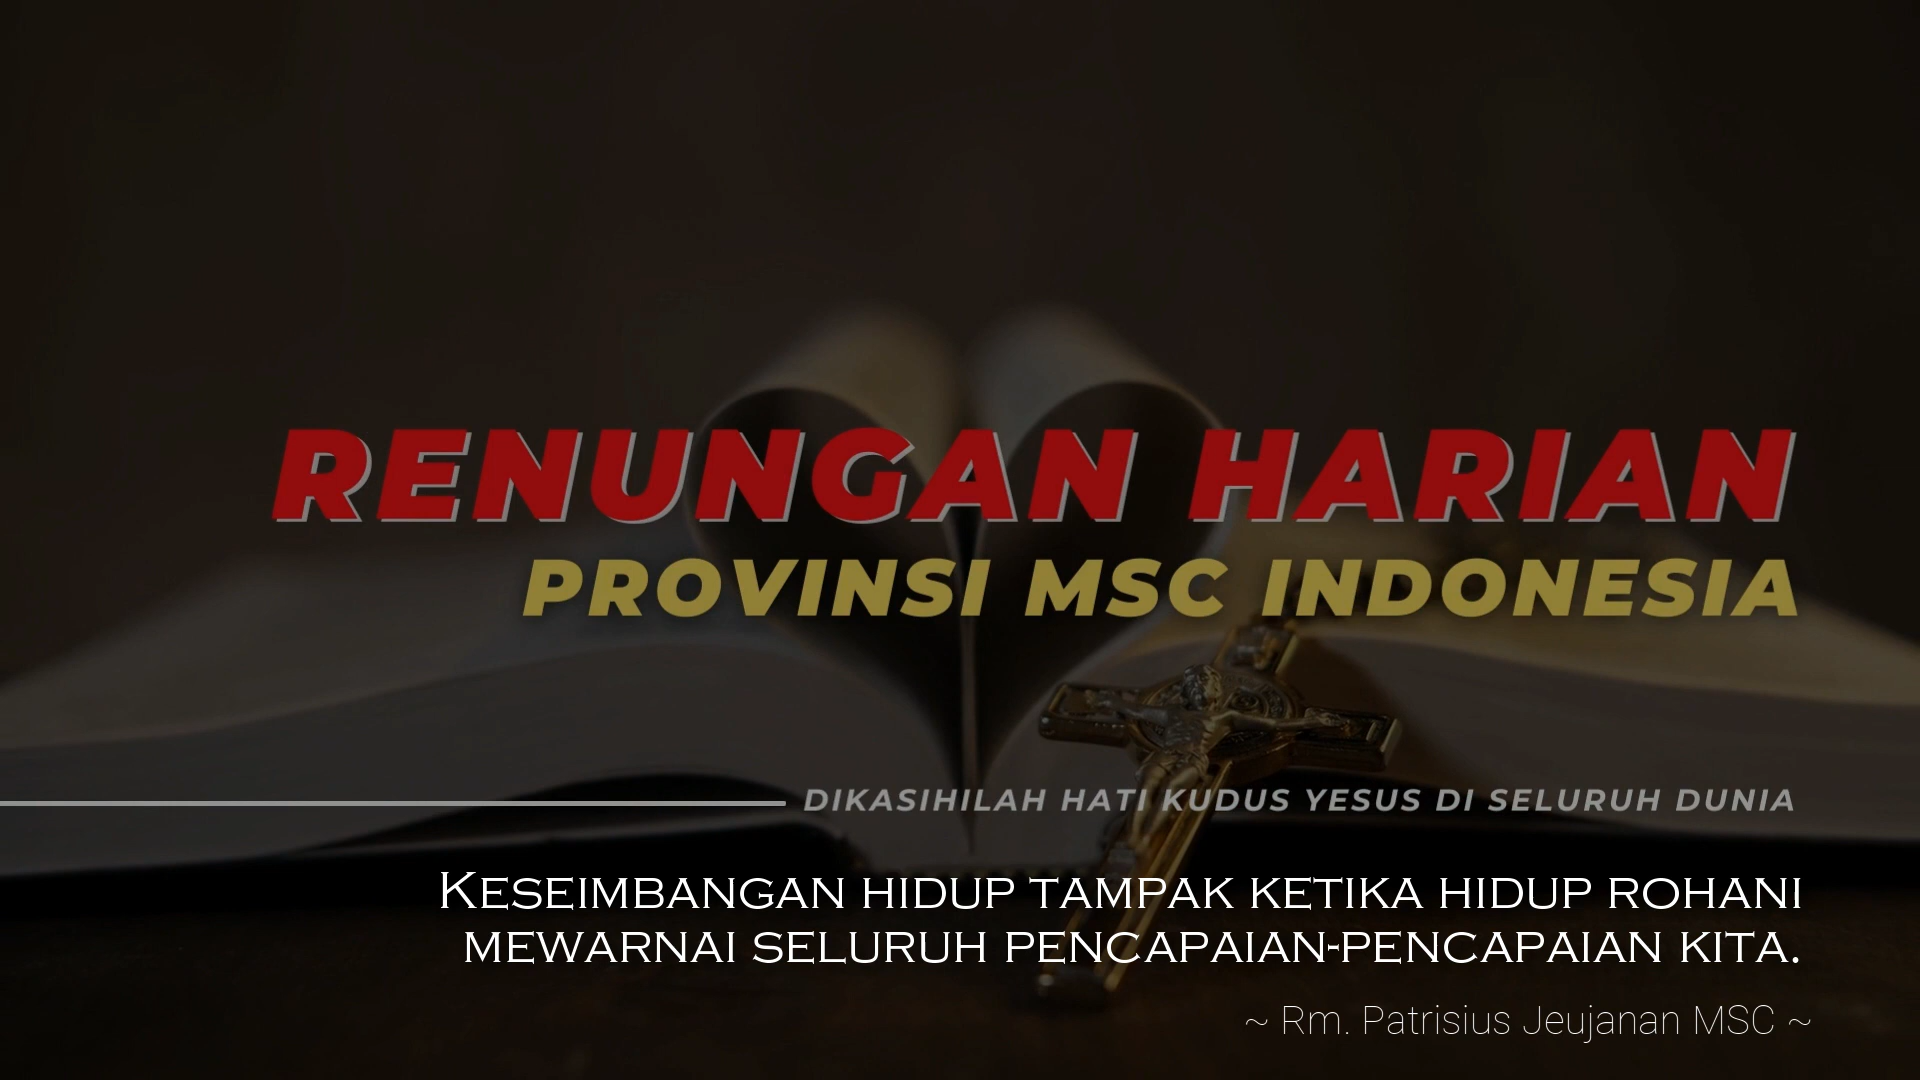 RENUNGAN HARIAN
PROVINSI MSC INDONESIA
DIKASIHILAH HATI KUDUS YESUS DI SELURUH DUNIA
KESEIMBANGAN HIDUP TAMPAK KETIKA HIDUP ROHANI
MEWARNAI SELURUH PENCAPAIAN-PENCAPAIAN KITA.
~ Rm. Patrisius Jeujanan MSC ~